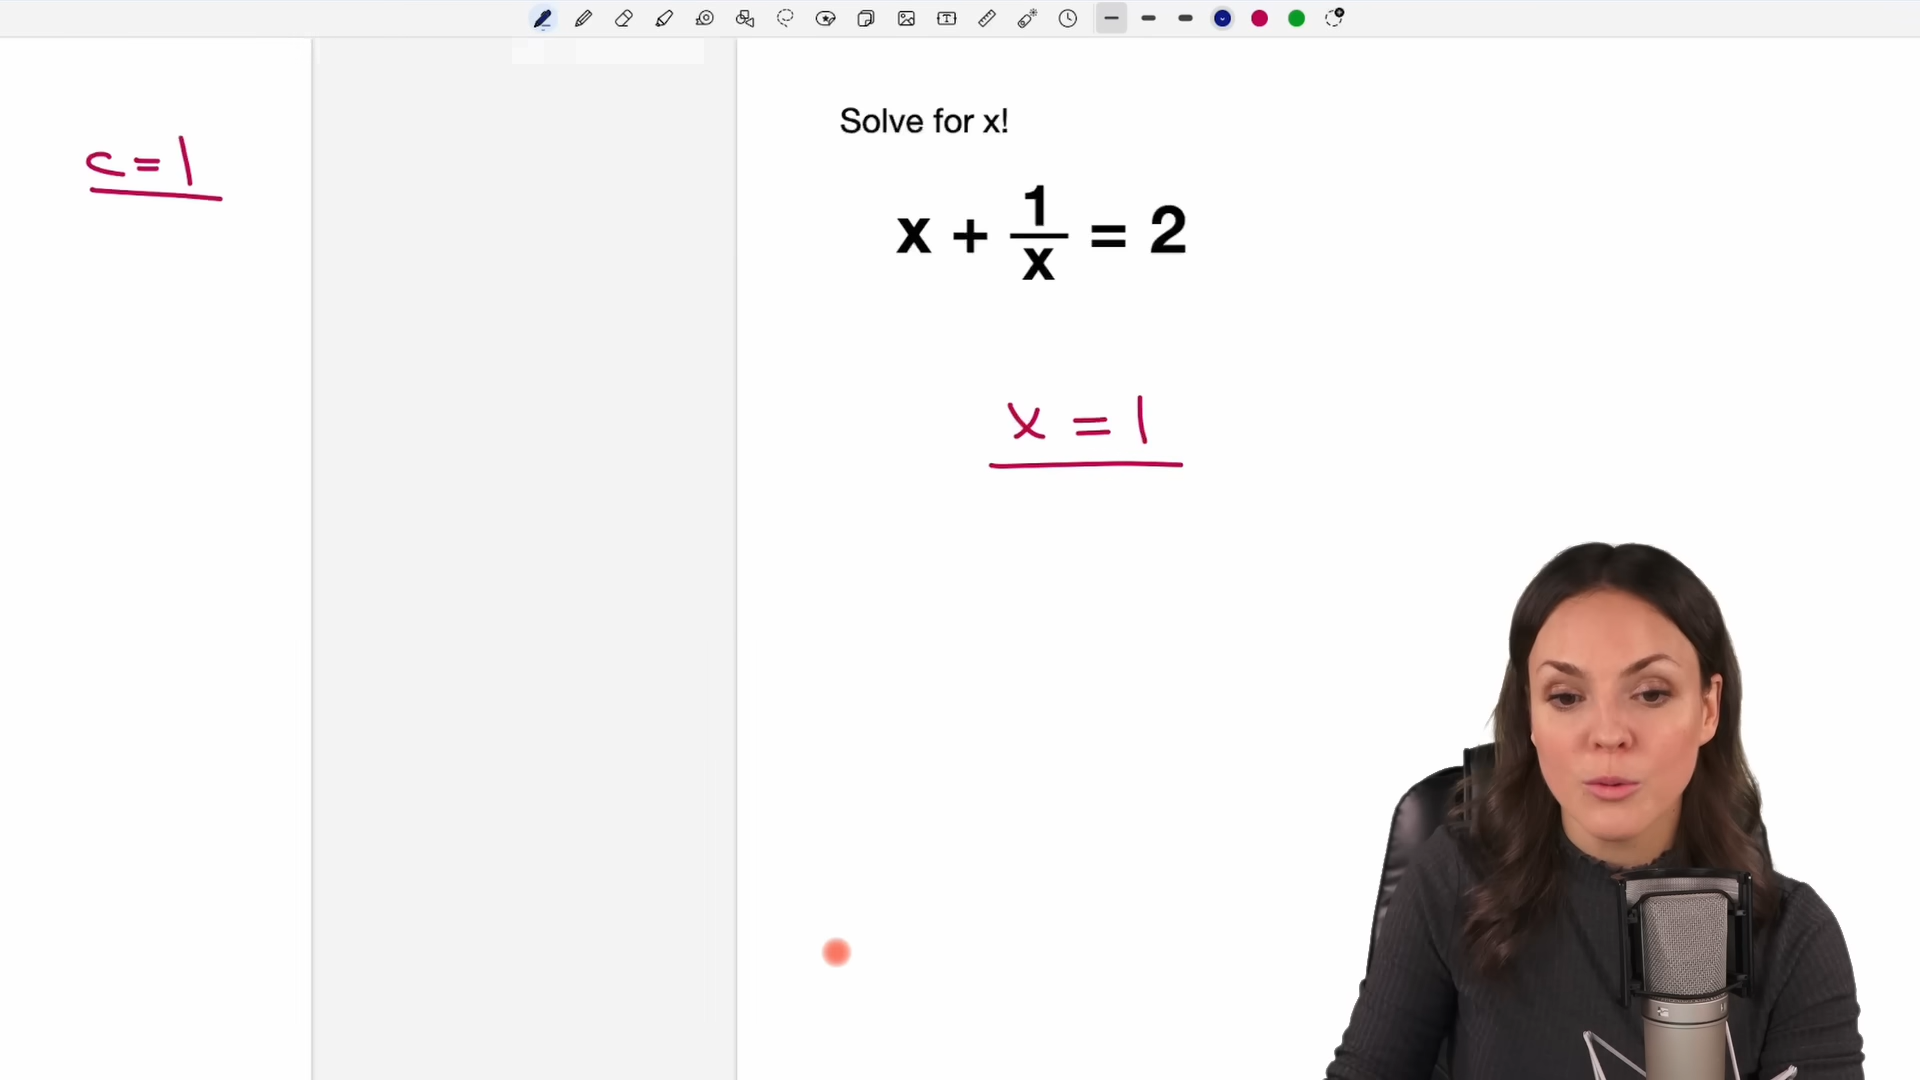 c = 1
Solve for x!
x + 1/x = 2
x = 1